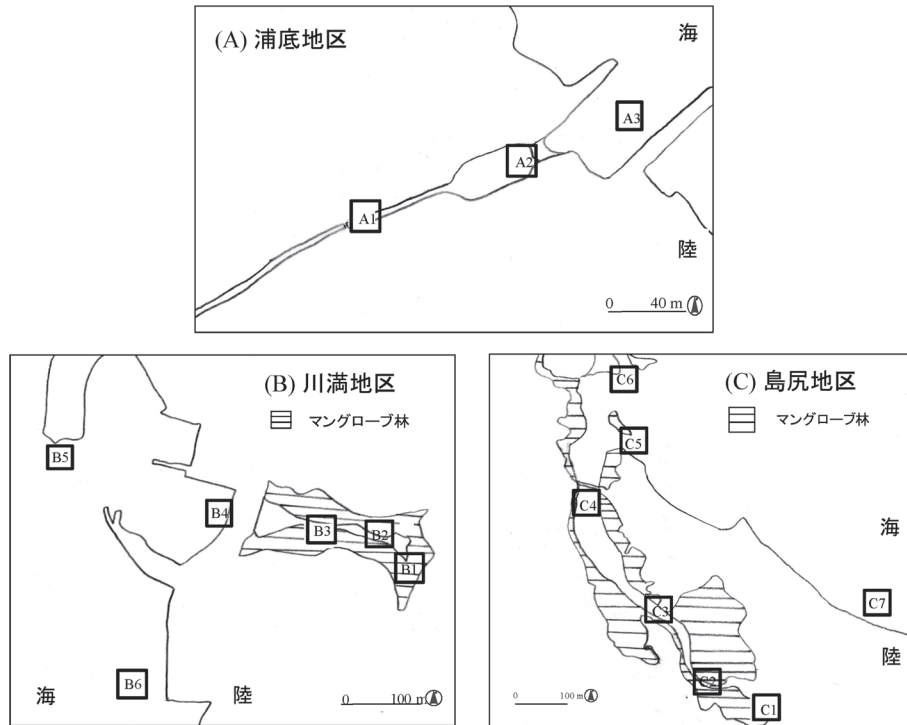 (A) 浦底地区
海
A3
A2
A1
陸
0 40 m
(B) 川満地区
マングローブ林
B5
B4
B3
B2
B1
B6
海
陸
0 100 m
(C) 島尻地区
マングローブ林
C6
C5
C4
海
C3
C7
陸
C2
C1
0 100 m